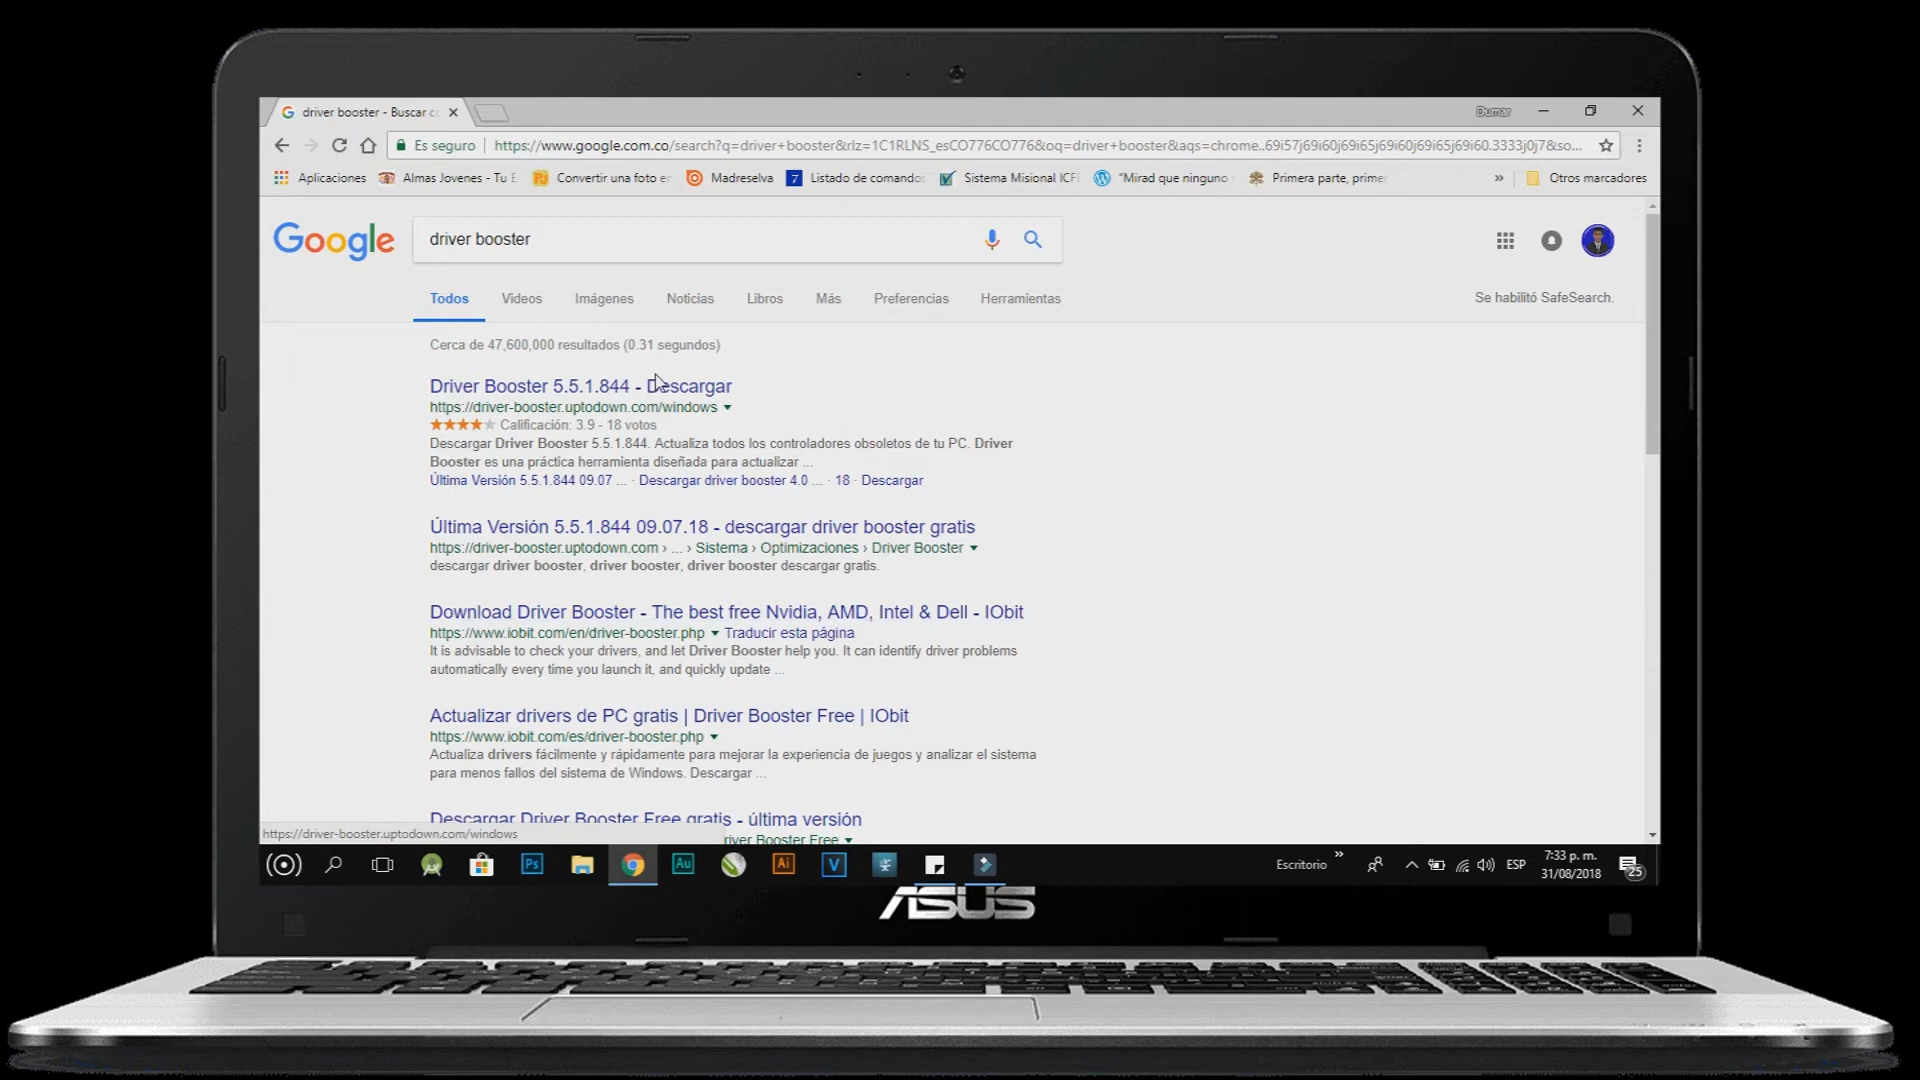 driver booster - Buscar co
Dumar
Es seguro
https://www.google.com.co/search?q=driver+booster&rlz=1C1RLNS_esCO776CO776&oq=driver+booster&aqs=chrome..69i57j69i60j69i65j69i60j69i65j69i60.3333j0j7&so...
Aplicaciones
Almas Jovenes - Tu E
Convertir una foto en
Madreselva
7 Listado de comandos
Sistema Misional ICF
"Mirad que ninguno
Primera parte, primer
»
Otros marcadores
Google
driver booster
Todos Videos Imágenes Noticias Libros Más Preferencias Herramientas
Se habilitó SafeSearch.
Cerca de 47,600,000 resultados (0.31 segundos)
Driver Booster 5.5.1.844 - Descargar
https://driver-booster.uptodown.com/windows
Calificación: 3.9 - 18 votos
Descargar Driver Booster 5.5.1.844. Actualiza todos los controladores obsoletos de tu PC. Driver
Booster es una práctica herramienta diseñada para actualizar ...
Última Versión 5.5.1.844 09.07 ... · Descargar driver booster 4.0 ... · 18 · Descargar
Última Versión 5.5.1.844 09.07.18 - descargar driver booster gratis
https://driver-booster.uptodown.com › ... › Sistema › Optimizaciones › Driver Booster
descargar driver booster, driver booster, driver booster descargar gratis.
Download Driver Booster - The best free Nvidia, AMD, Intel & Dell - IObit
https://www.iobit.com/en/driver-booster.php Traducir esta página
It is advisable to check your drivers, and let Driver Booster help you. It can identify driver problems
automatically every time you launch it, and quickly update ...
Actualizar drivers de PC gratis | Driver Booster Free | IObit
https://www.iobit.com/es/driver-booster.php
Actualiza drivers fácilmente y rápidamente para mejorar la experiencia de juegos y analizar el sistema
para menos fallos del sistema de Windows. Descargar ...
Descargar Driver Booster Free gratis - última versión
https://driver-booster.uptodown.com/windows
river Booster Free
Ps
Au
Ai
V
Escritorio
»
ESP
7:33 p. m.
31/08/2018
25
ASUS